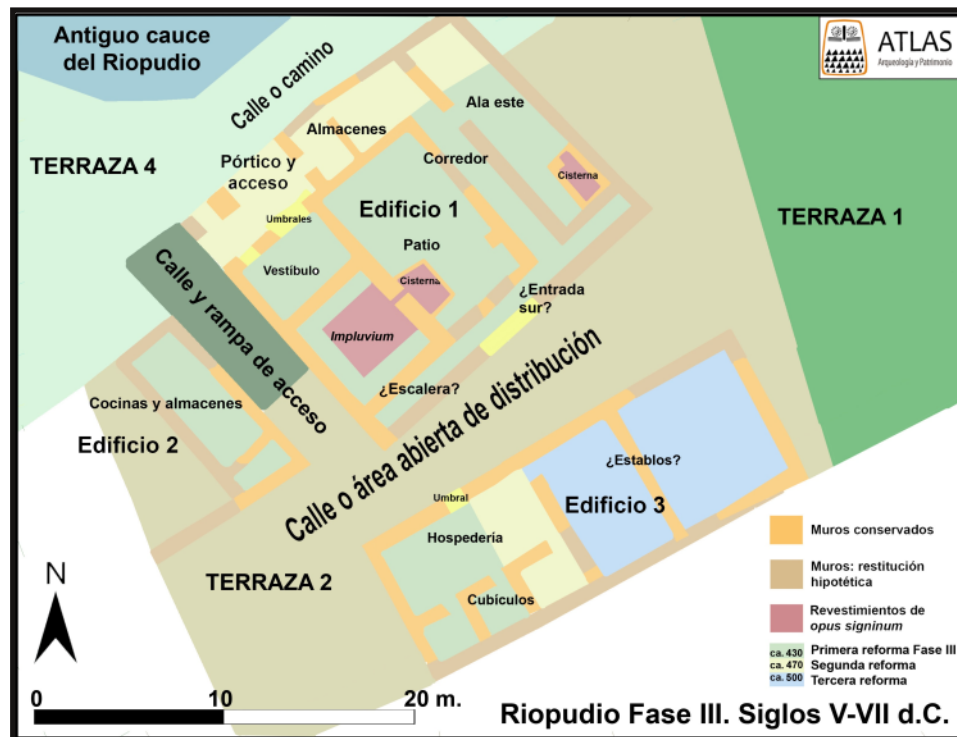 Antiguo cauce
del Riopudio
Calle o camino
ATLAS
Arqueología y Patrimonio
Ala este
Almacenes
TERRAZA 4
Pórtico y
acceso
Corredor
Cisterna
Umbrales
Edificio 1
TERRAZA 1
Patio
Vestíbulo
Cisterna
Calle y rampa de acceso
¿Entrada
sur?
Impluvium
¿Escalera?
Cocinas y almacenes
Edificio 2
Calle o área abierta de distribución
¿Establos?
Umbral
Edificio 3
Hospedería
TERRAZA 2
Cubículos
N
Muros conservados
Muros: restitución
hipotética
Revestimientos de
opus signinum
ca. 430 Primera reforma Fase III
ca. 470 Segunda reforma
ca. 500 Tercera reforma
0 10 20 m.
Riopudio Fase III. Siglos V-VII d.C.